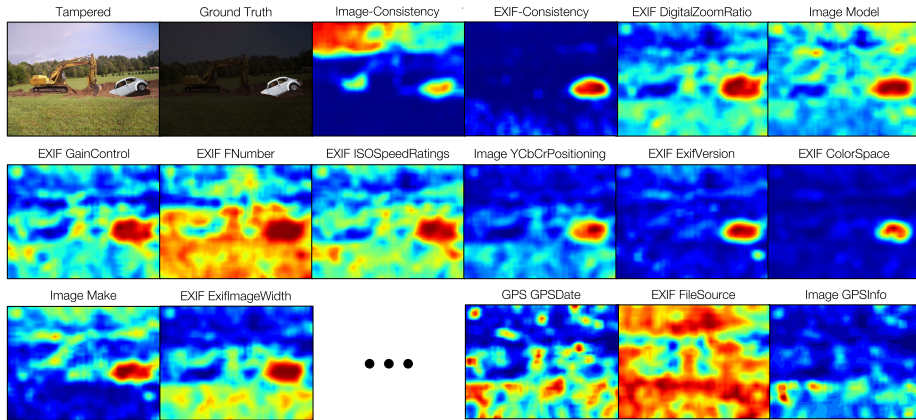 Tampered
Ground Truth
Image-Consistency
EXIF-Consistency
EXIF DigitalZoomRatio
Image Model
EXIF GainControl
EXIF FNumber
EXIF ISOSpeedRatings
Image YCbCrPositioning
EXIF ExifVersion
EXIF ColorSpace
Image Make
EXIF ExifImageWidth
GPS GPSDate
EXIF FileSource
Image GPSInfo